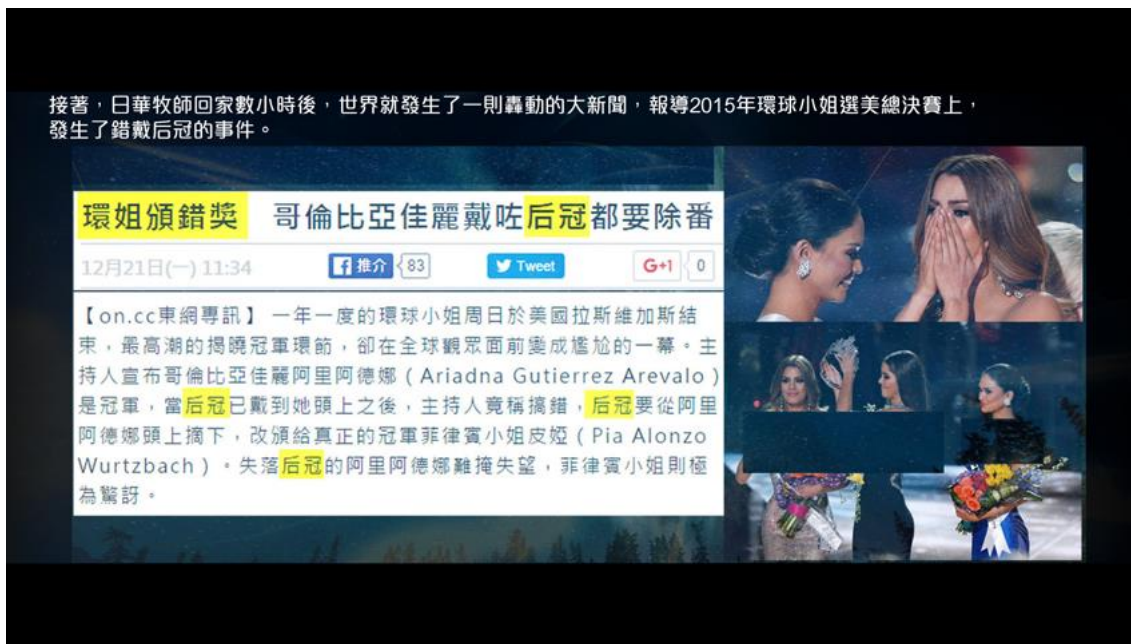 接著，日華牧師回家數小時後，世界就發生了一則轟動的大新聞，報導2015年環球小姐選美總決賽上，
發生了錯戴后冠的事件。
環姐頒錯獎 哥倫比亞佳麗戴咗后冠都要除番
12月21日(一) 11:34 推介 83 Tweet G+1 0
【on.cc東網專訊】 一年一度的環球小姐周日於美國拉斯維加斯結
束，最高潮的揭曉冠軍環節，卻在全球觀眾面前變成尷尬的一幕。主
持人宣布哥倫比亞佳麗阿里阿德娜（Ariadna Gutierrez Arevalo）
是冠軍，當后冠已戴到她頭上之後，主持人竟稱搞錯，后冠要從阿里
阿德娜頭上摘下，改頒給真正的冠軍菲律賓小姐皮婭（Pia Alonzo
Wurtzbach）。失落后冠的阿里阿德娜難掩失望，菲律賓小姐則極
為驚訝。